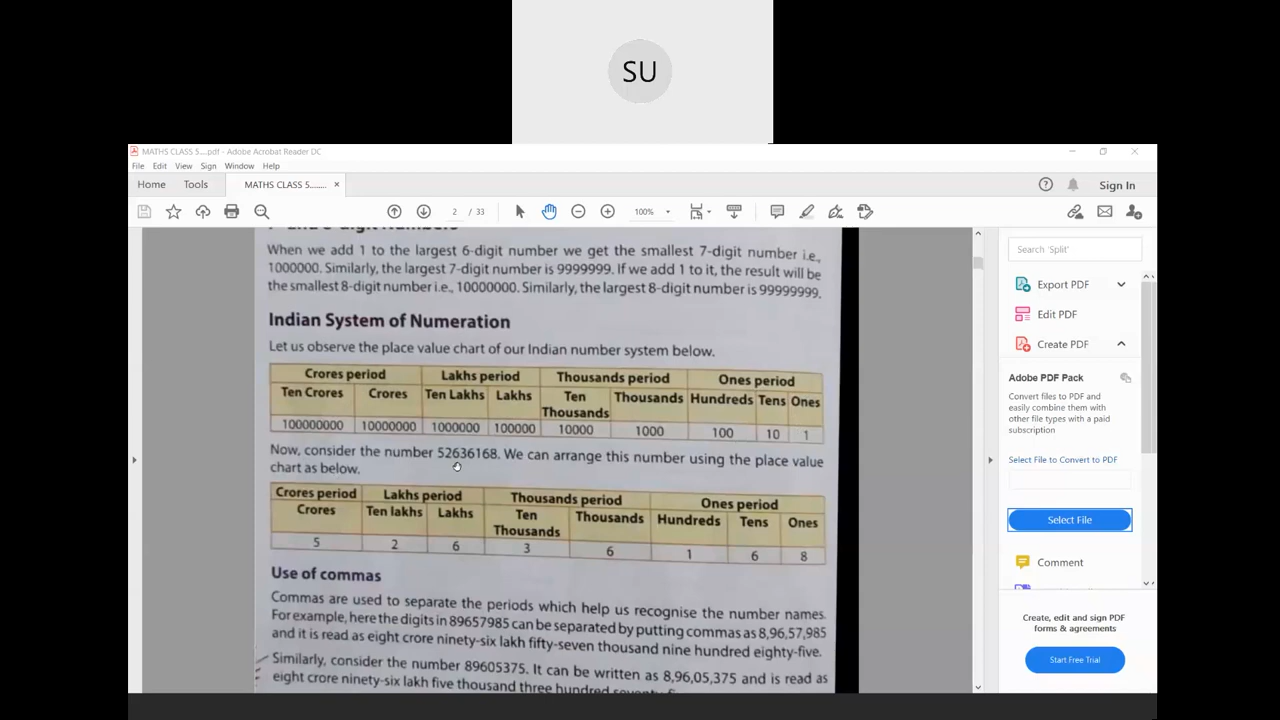 SU
MATHS CLASS 5....pdf - Adobe Acrobat Reader DC
File Edit View Sign Window Help
Home Tools MATHS CLASS 5....... × Sign In
2 / 33 100%
When we add 1 to the largest 6-digit number we get the smallest 7-digit number i.e.,
1000000. Similarly, the largest 7-digit number is 9999999. If we add 1 to it, the result will be
the smallest 8-digit number i.e., 10000000. Similarly, the largest 8-digit number is 99999999.
Indian System of Numeration
Let us observe the place value chart of our Indian number system below.
Crores period Lakhs period Thousands period Ones period
Ten Crores Crores Ten Lakhs Lakhs Ten Thousands Thousands Hundreds Tens Ones
100000000 10000000 1000000 100000 10000 1000 100 10 1
Now, consider the number 52636168. We can arrange this number using the place value
chart as below.
Crores period Lakhs period Thousands period Ones period
Crores Ten lakhs Lakhs Ten Thousands Thousands Hundreds Tens Ones
5 2 6 3 6 1 6 8
Use of commas
Commas are used to separate the periods which help us recognise the number names.
For example, here the digits in 89657985 can be separated by putting commas as 8,96,57,985
and it is read as eight crore ninety-six lakh fifty-seven thousand nine hundred eighty-five.
Similarly, consider the number 89605375. It can be written as 8,96,05,375 and is read as
eight crore ninety-six lakh five thousand three hundred
Search 'Split'
Export PDF
Edit PDF
Create PDF
Adobe PDF Pack
Convert files to PDF and
easily combine them with
other file types with a paid
subscription
Select File to Convert to PDF
Select File
Comment
Create, edit and sign PDF
forms & agreements
Start Free Trial